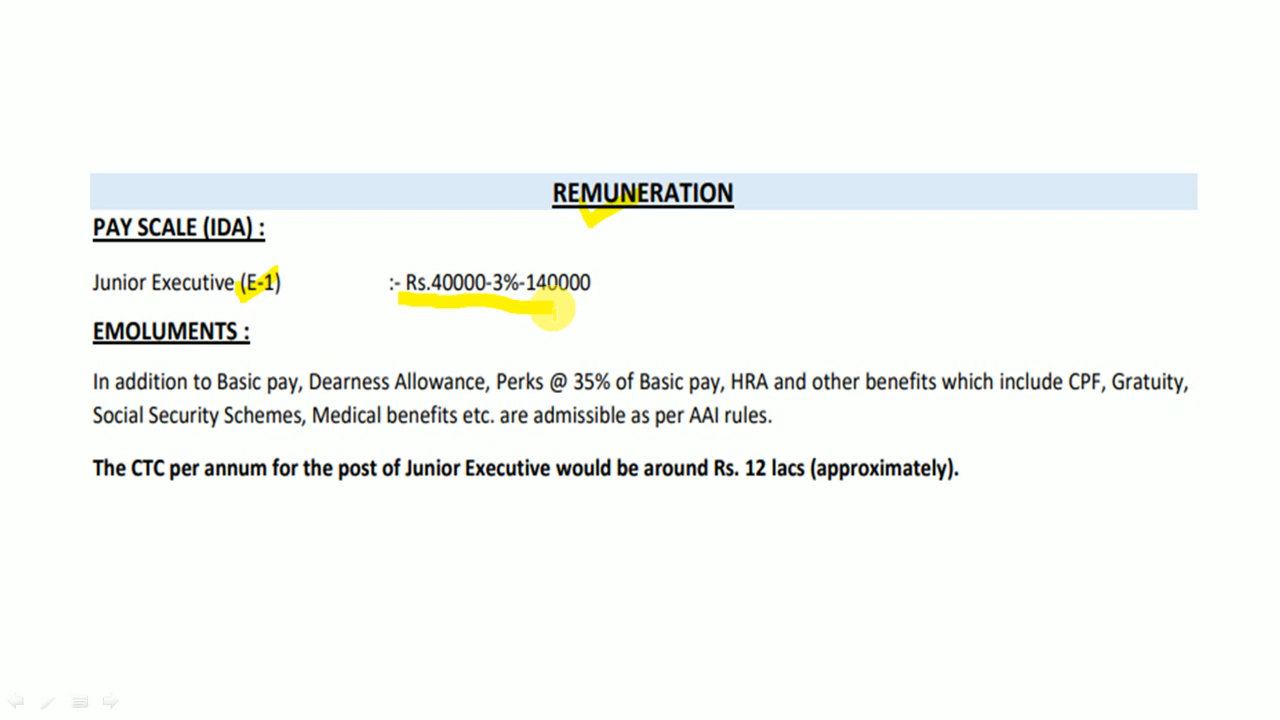 REMUNERATION
PAY SCALE (IDA) :
Junior Executive (E-1) :- Rs.40000-3%-140000
EMOLUMENTS :
In addition to Basic pay, Dearness Allowance, Perks @ 35% of Basic pay, HRA and other benefits which include CPF, Gratuity,
Social Security Schemes, Medical benefits etc. are admissible as per AAI rules.
The CTC per annum for the post of Junior Executive would be around Rs. 12 lacs (approximately).